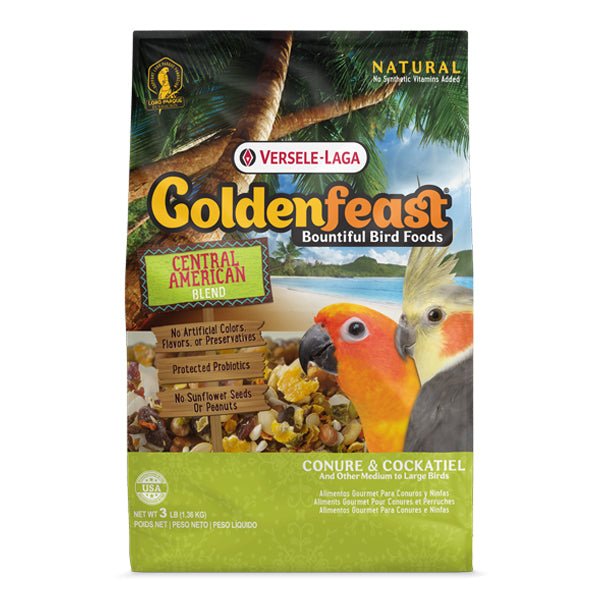 NATURAL
No Synthetic Vitamins Added
LORO PARQUE
VERSELE-LAGA
Goldenfeast®
Bountiful Bird Foods
CENTRAL
AMERICAN
BLEND
No Artificial Colors,
Flavors, or Preservatives
Protected Probiotics
No Sunflower Seeds
Or Peanuts
CONURE & COCKATIEL
And Other Medium to Large Birds
Alimentos Gourmet Para Conuros y Ninfas
Aliments Gourmet Pour Conures et Perruches
Alimentos Gourmet Para Conures e Ninfas
USA
NET WT 3 LB (1.36 KG)
POIDS NET | PESO NETO | PESO LÍQUIDO